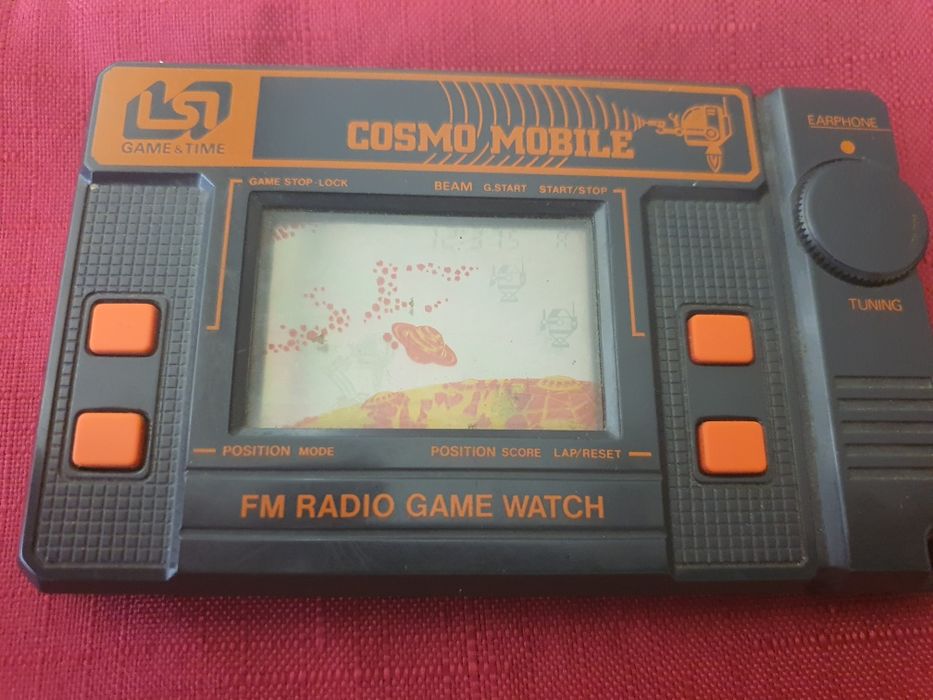 LSI
GAME & TIME
COSMO MOBILE
EARPHONE
GAME STOP·LOCK
BEAM G.START START/STOP
TUNING
POSITION MODE
POSITION SCORE LAP/RESET
FM RADIO GAME WATCH